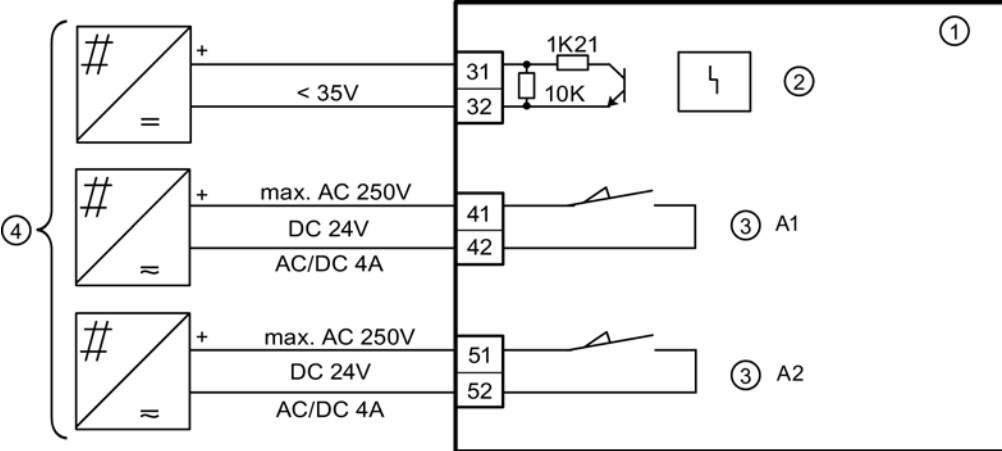 ①
+
1K21
31
②
< 35V
10K
32
=
+
max. AC 250V
41
DC 24V
③ A1
④
42
≂
AC/DC 4A
+
max. AC 250V
51
DC 24V
③ A2
52
≈
AC/DC 4A